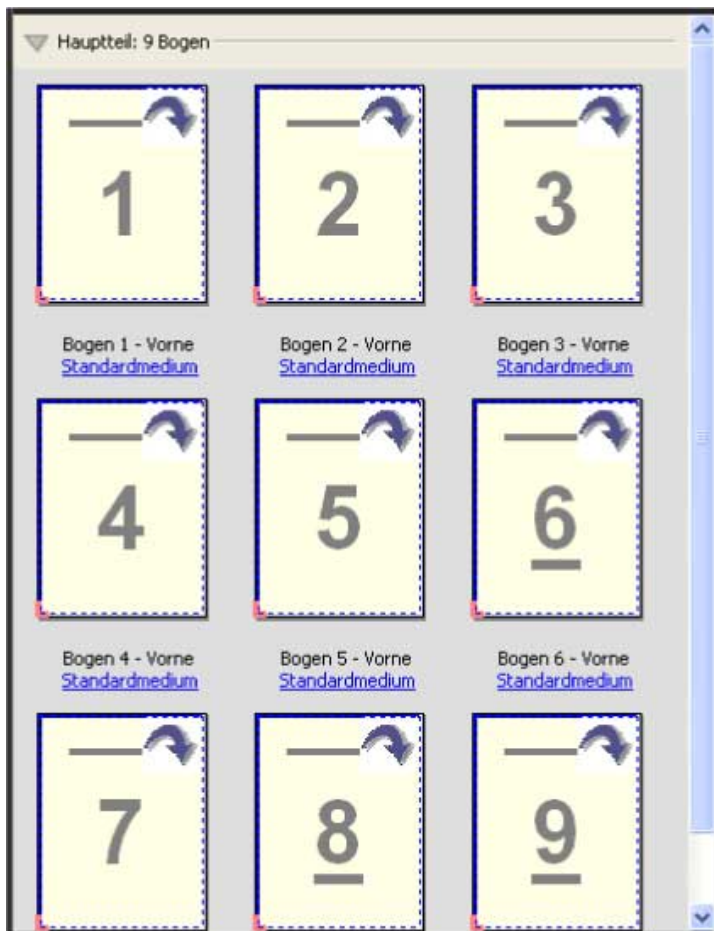 Hauptteil: 9 Bogen
1 2 3
Bogen 1 - Vorne Bogen 2 - Vorne Bogen 3 - Vorne
Standardmedium Standardmedium Standardmedium
4 5 6
Bogen 4 - Vorne Bogen 5 - Vorne Bogen 6 - Vorne
Standardmedium Standardmedium Standardmedium
7 8 9